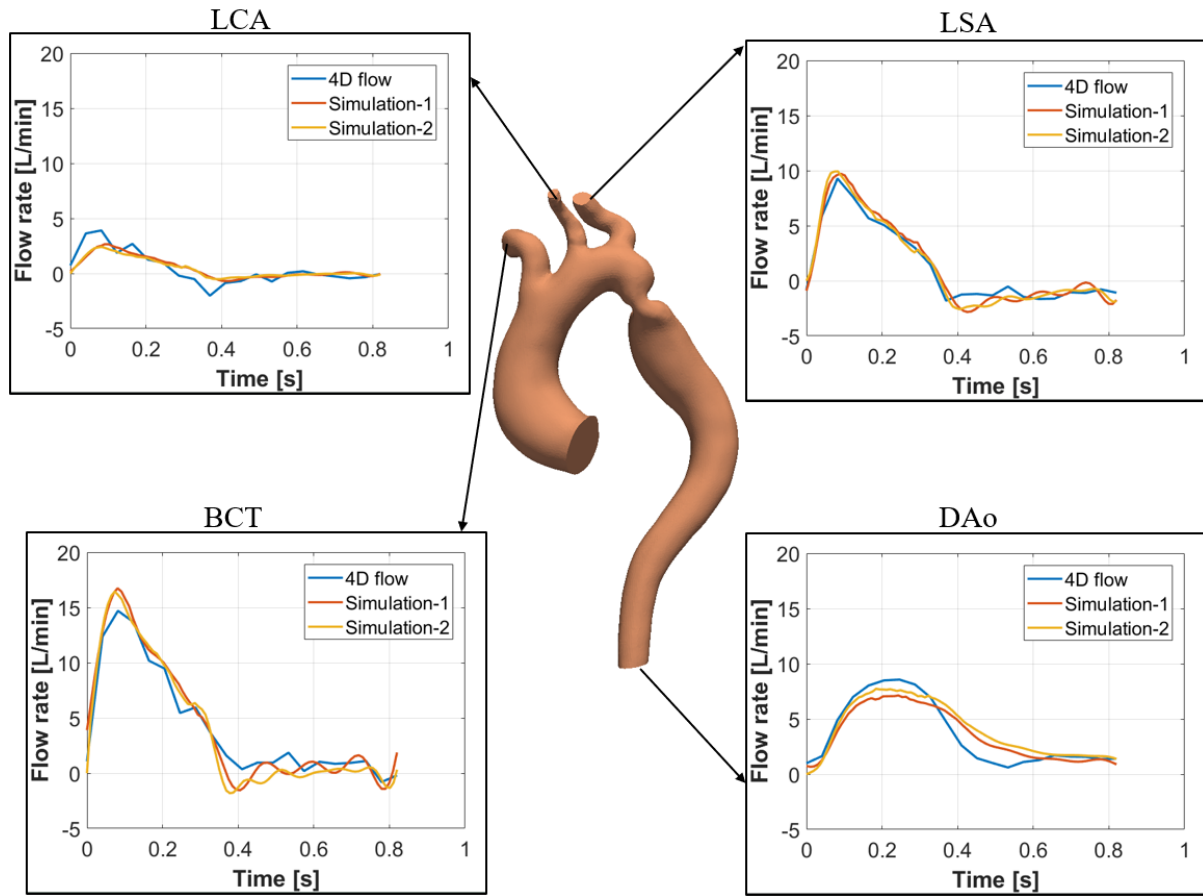 LCA
20
15
10
5
0
-5
Flow rate [L/min]
4D flow
Simulation-1
Simulation-2
0
0.2
0.4
0.6
0.8
1
Time [s]
LSA
20
15
10
5
0
-5
Flow rate [L/min]
4D flow
Simulation-1
Simulation-2
0
0.2
0.4
0.6
0.8
1
Time [s]
BCT
20
15
10
5
0
-5
Flow rate [L/min]
4D flow
Simulation-1
Simulation-2
0
0.2
0.4
0.6
0.8
1
Time [s]
DAo
20
15
10
5
0
-5
Flow rate [L/min]
4D flow
Simulation-1
Simulation-2
0
0.2
0.4
0.6
0.8
1
Time [s]